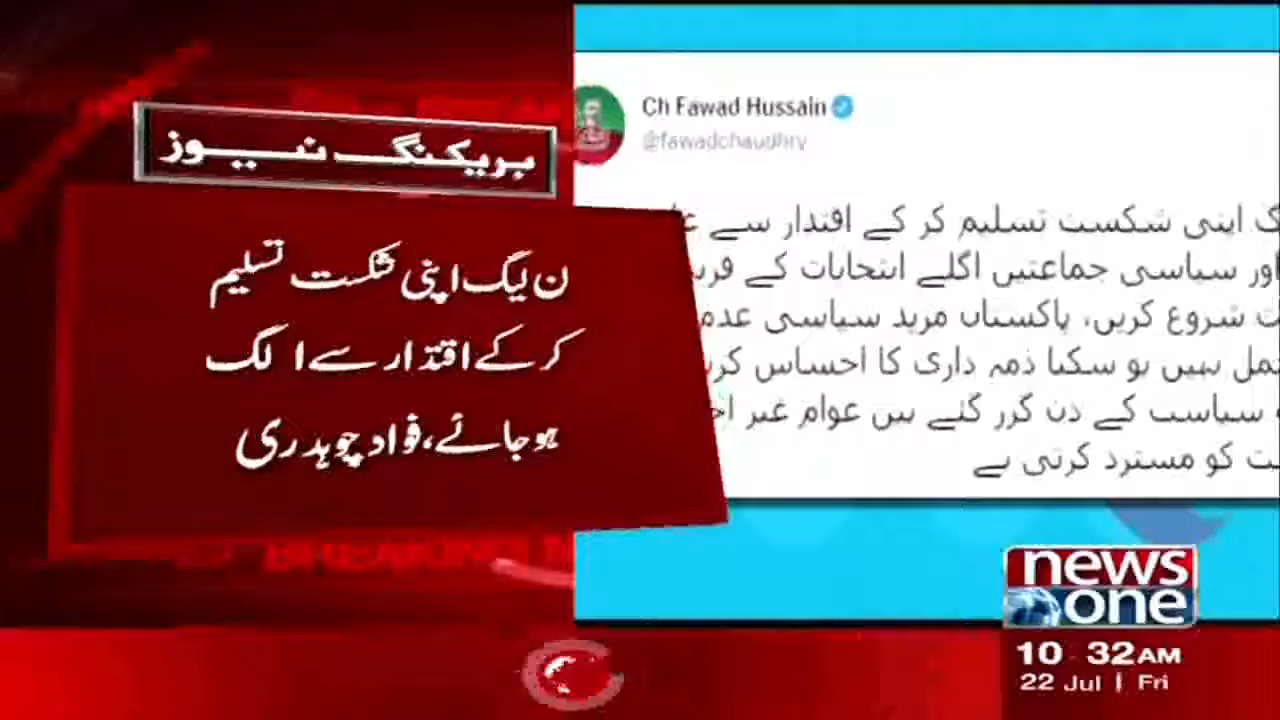 بریکنگ نیوز
ن لیگ اپنی شکست تسلیم
کر کے اقتدار سے الگ
ہو جائے، فواد چوہدری
Ch Fawad Hussain
@fawadchaudhry
اپنی شکست تسلیم کر کے اقتدار سے
اور سیاسی جماعتیں اگلے انتخابات کے
شروع کریں، پاکستان مزید سیاسی
نہیں ہو سکتا ذمہ داری کا احساس
سیاست کے دن گزر گئے ہیں عوام غیر
کو مسترد کرتی ہے
news
one
10 32AM
22 Jul | Fri